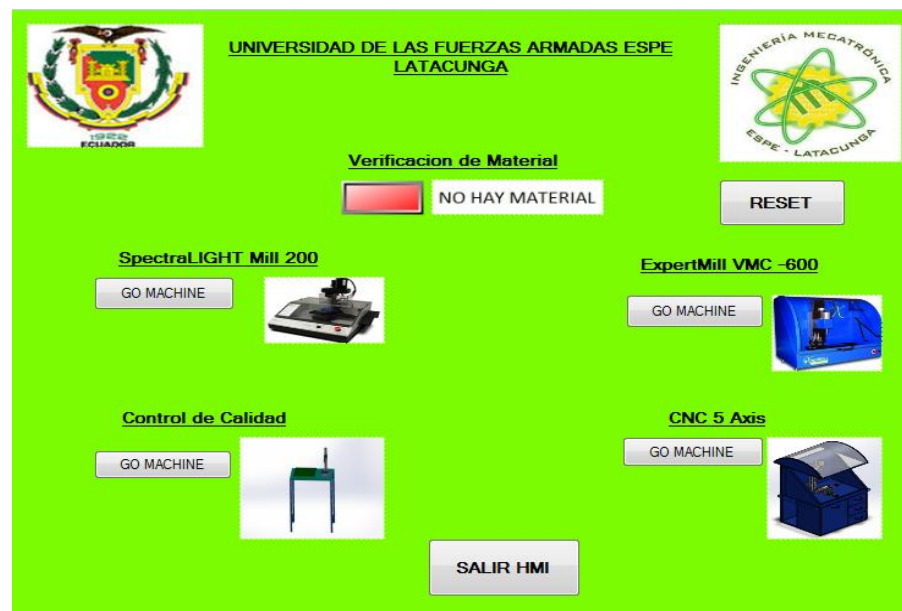 UNIVERSIDAD DE LAS FUERZAS ARMADAS ESPE
LATACUNGA
1922
ECUADOR
INGENIERÍA MECATRÓNICA
ESPE - LATACUNGA
Verificacion de Material
NO HAY MATERIAL
RESET
SpectraLIGHT Mill 200
GO MACHINE
ExpertMill VMC -600
GO MACHINE
Control de Calidad
GO MACHINE
CNC 5 Axis
GO MACHINE
SALIR HMI